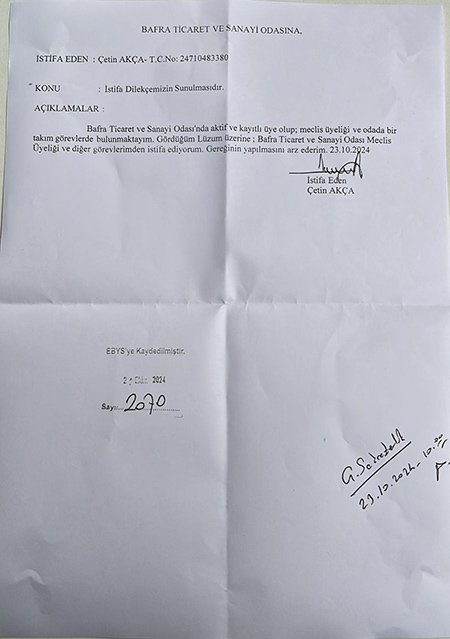 BAFRA TİCARET VE SANAYİ ODASINA,
İSTİFA EDEN : Çetin AKÇA- T.C.No: 24710483380
KONU : İstifa Dilekçemizin Sunulmasıdır.
AÇIKLAMALAR :
Bafra Ticaret ve Sanayi Odası'nda aktif ve kayıtlı üye olup; meclis üyeliği ve odada bir
takım görevlerde bulunmaktayım. Gördüğüm Lüzum üzerine ; Bafra Ticaret ve Sanayi Odası Meclis
Üyeliği ve diğer görevlerimden istifa ediyorum. Gereğinin yapılmasını arz ederim. 23.10.2024
İstifa Eden
Çetin AKÇA
EBYS'ye Kaydedilmiştir.
Ekim 2024
Sayı: 2070
23.10.2024